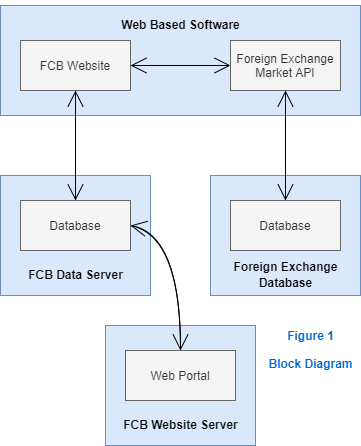 Web Based Software
FCB Website
Foreign Exchange
Market API
Database
Database
FCB Data Server
Foreign Exchange
Database
Figure 1
Block Diagram
Web Portal
FCB Website Server